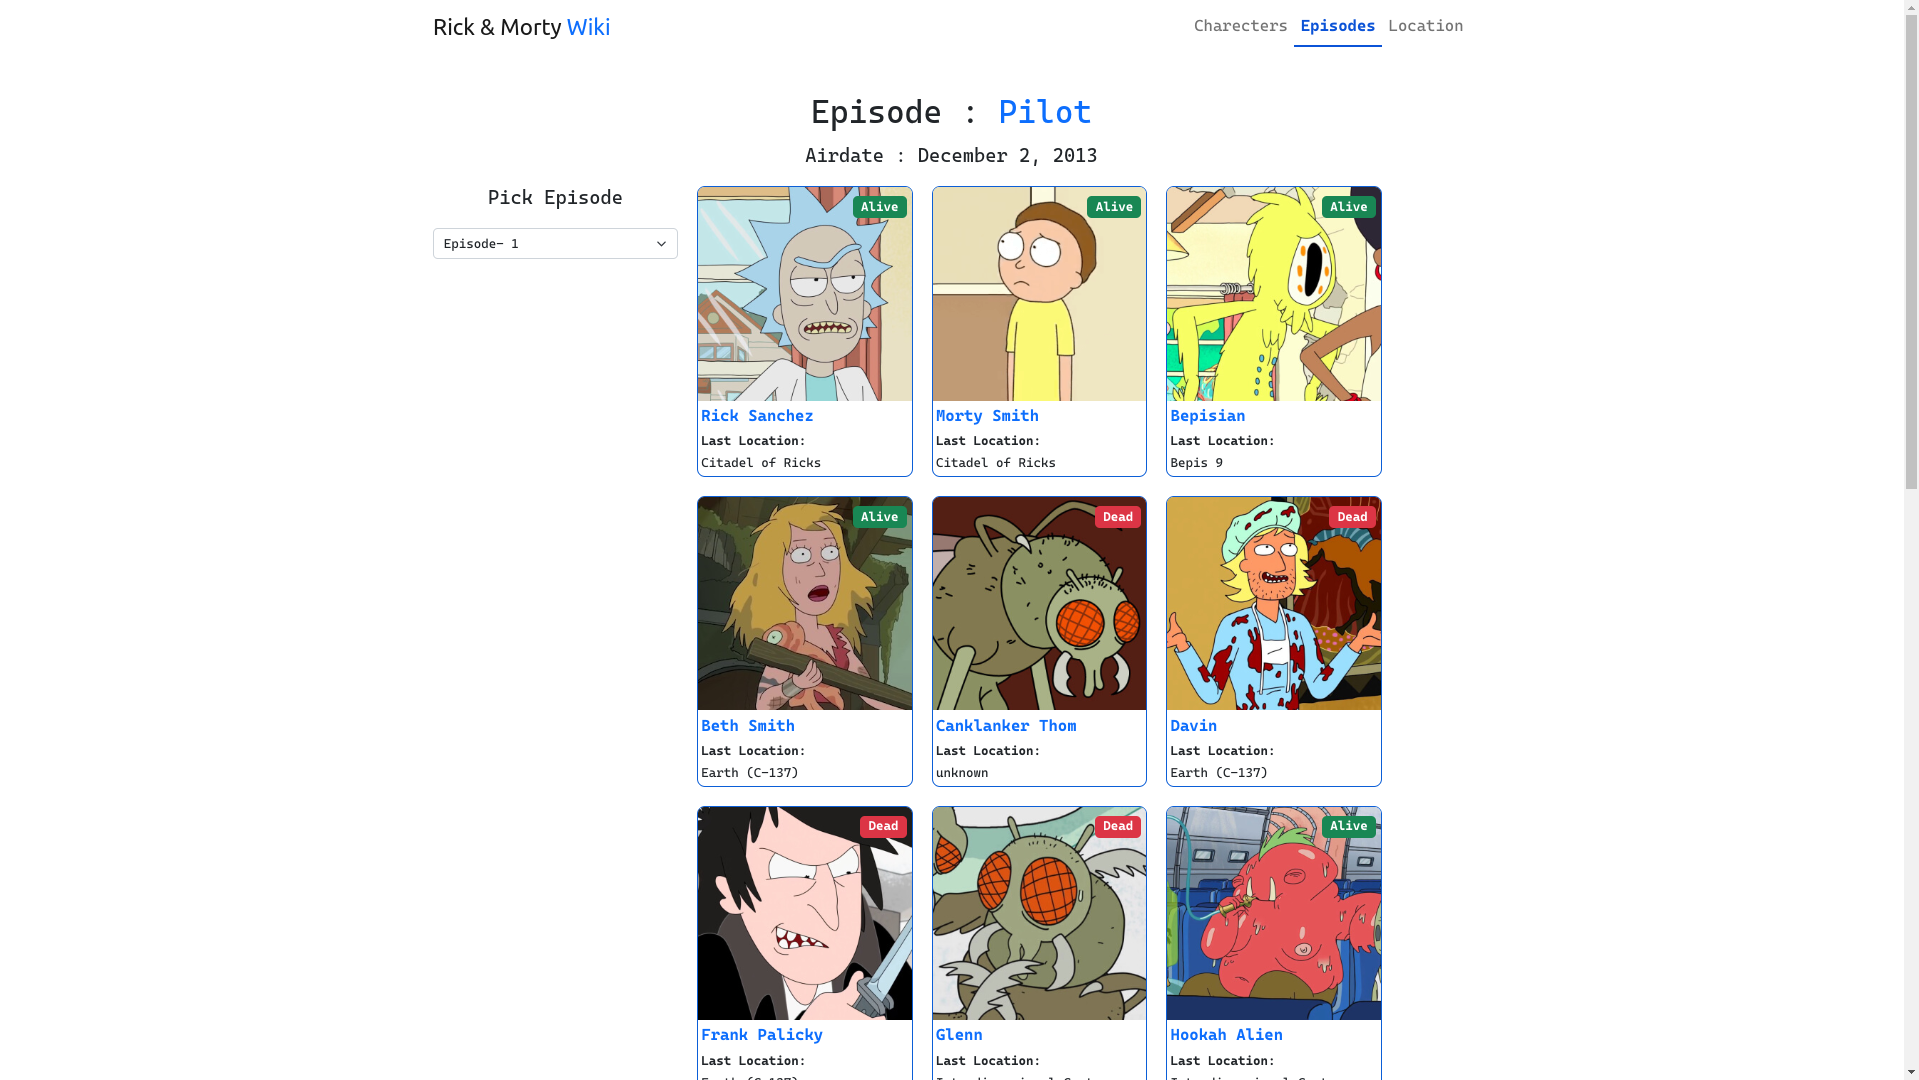 Rick & Morty Wiki
Charecters Episodes Location
Episode : Pilot
Airdate : December 2, 2013
Pick Episode
Episode- 1
Alive
Rick Sanchez
Last Location:
Citadel of Ricks
Alive
Morty Smith
Last Location:
Citadel of Ricks
Alive
Bepisian
Last Location:
Bepis 9
Alive
Beth Smith
Last Location:
Earth (C-137)
Dead
Canklanker Thom
Last Location:
unknown
Dead
Davin
Last Location:
Earth (C-137)
Dead
Frank Palicky
Last Location:
Dead
Glenn
Last Location:
Alive
Hookah Alien
Last Location: